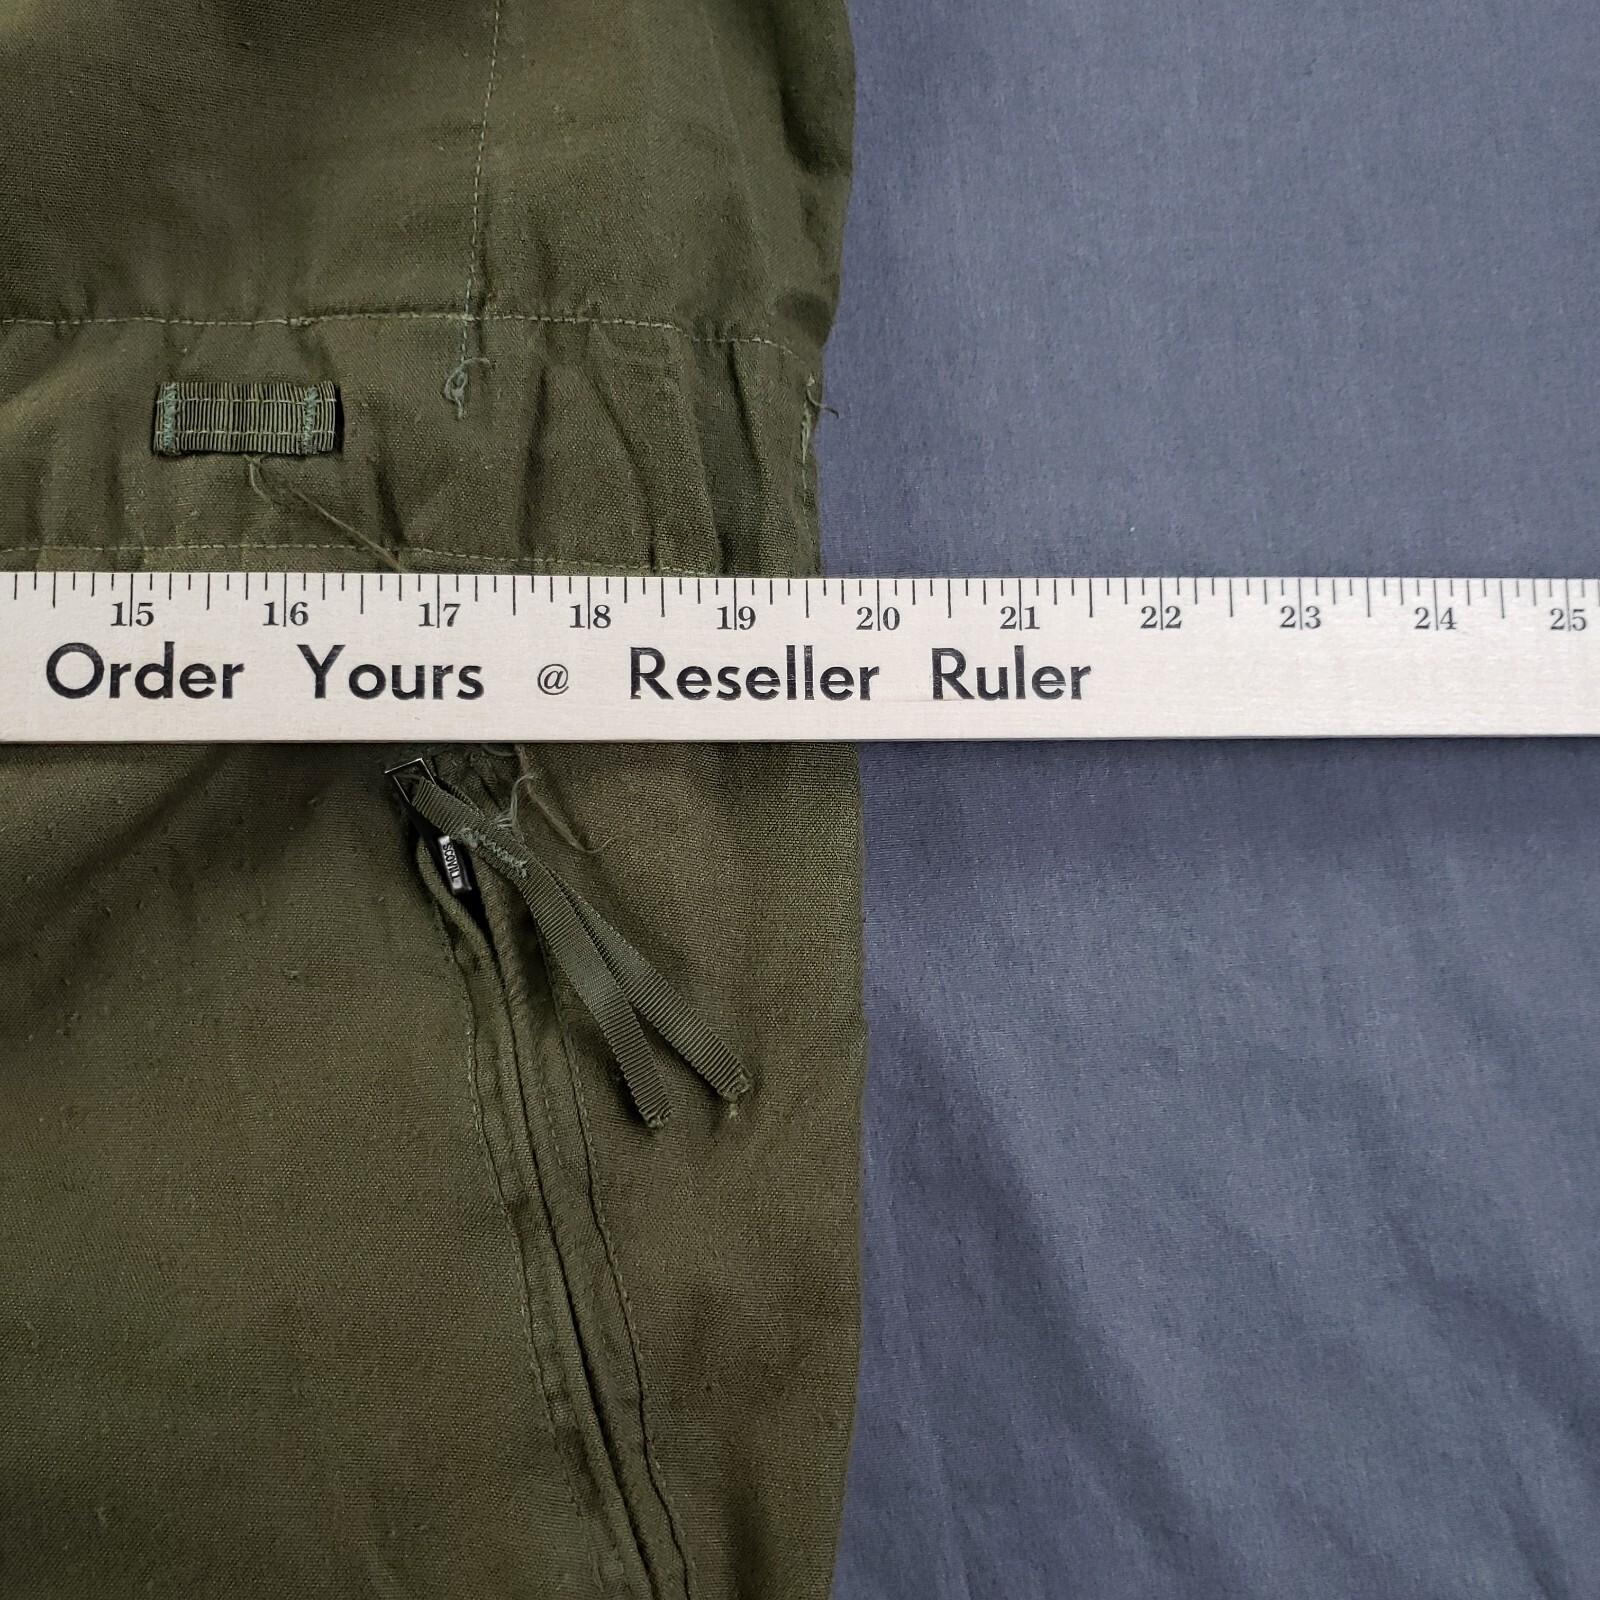 15 16 17 18 19 20 21 22 23 24 25
Order Yours @ Reseller Ruler
SCOVILL